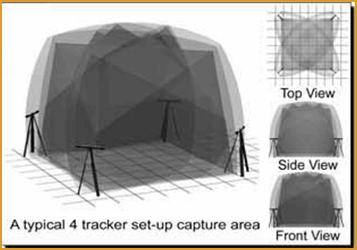 Top View
Side View
A typical 4 tracker set-up capture area
Front View